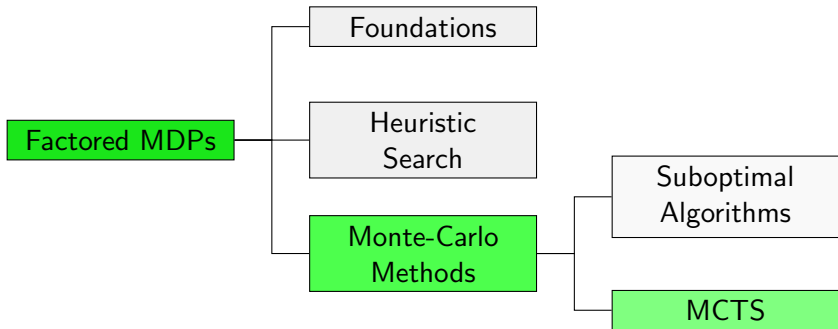 Foundations
Factored MDPs
Heuristic
Search
Monte-Carlo
Methods
Suboptimal
Algorithms
MCTS